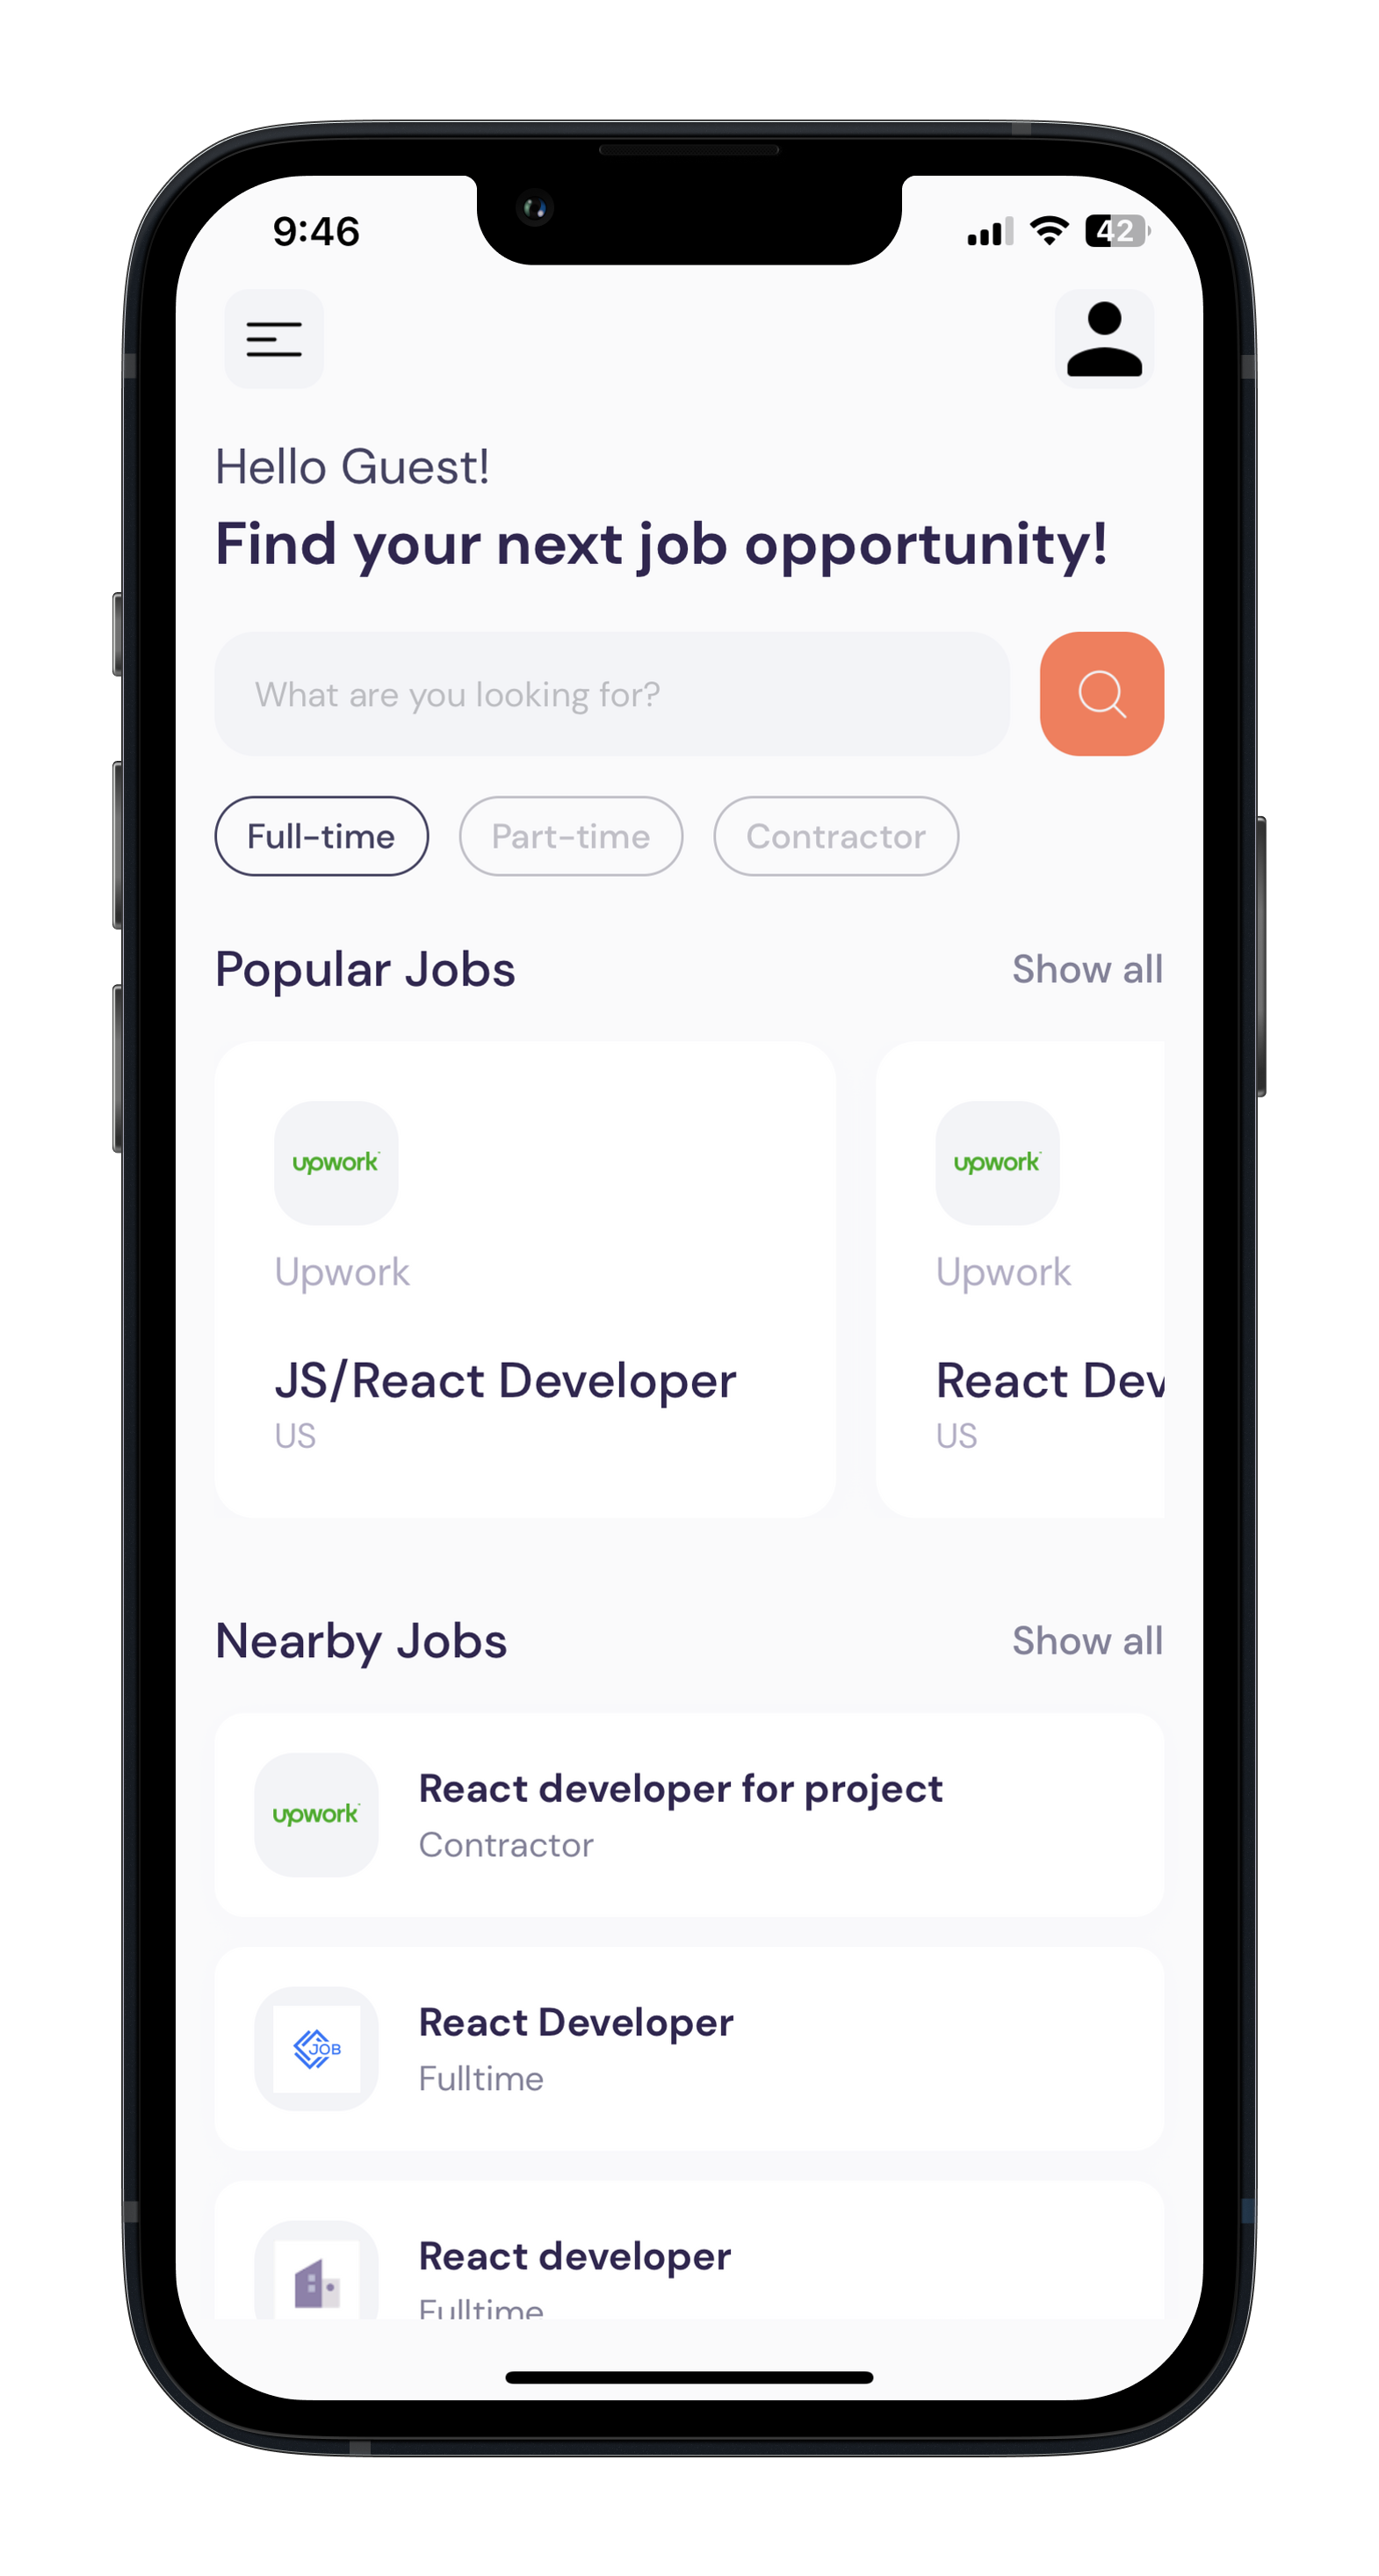 9:46
42
Hello Guest!
Find your next job opportunity!
What are you looking for?
Full-time Part-time Contractor
Popular Jobs Show all
upwork upwork
Upwork Upwork
JS/React Developer React Dev
US US
Nearby Jobs Show all
upwork
React developer for project
Contractor
JOB
React Developer
Fulltime
React developer
Fulltime